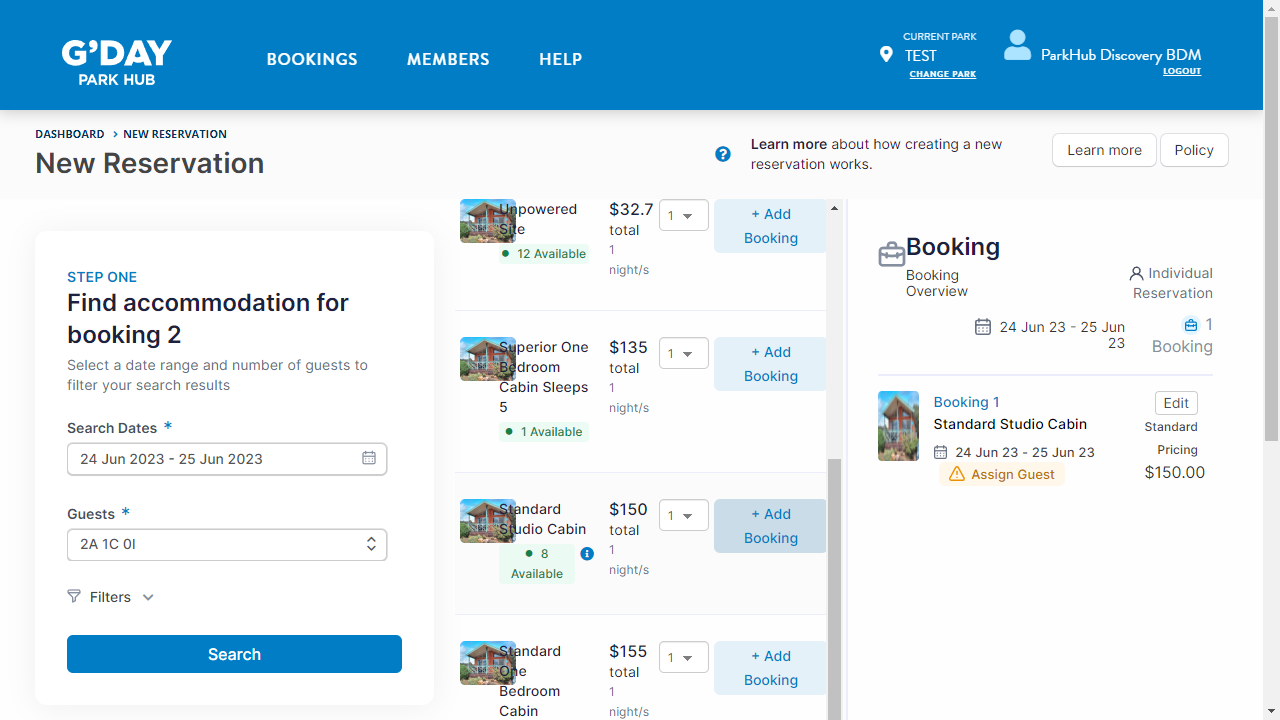 G'DAY
PARK HUB
BOOKINGS
MEMBERS
HELP
CURRENT PARK
TEST
CHANGE PARK
ParkHub Discovery BDM
LOGOUT
DASHBOARD > NEW RESERVATION
New Reservation
Learn more about how creating a new
reservation works.
Learn more
Policy
STEP ONE
Find accommodation for
booking 2
Select a date range and number of guests to
filter your search results
Search Dates *
24 Jun 2023 - 25 Jun 2023
Guests *
2A 1C 0I
Filters
Search
Unpowered
Site
12 Available
$32.7
total
1
night/s
1
+ Add
Booking
Superior One
Bedroom
Cabin Sleeps
5
1 Available
$135
total
1
night/s
1
+ Add
Booking
Standard
Studio Cabin
8
Available
$150
total
1
night/s
1
+ Add
Booking
Standard
One
Bedroom
Cabin
$155
total
1
night/s
1
+ Add
Booking
Booking
Booking
Overview
Individual
Reservation
24 Jun 23 - 25 Jun
23
1
Booking
Booking 1
Standard Studio Cabin
24 Jun 23 - 25 Jun 23
Assign Guest
Edit
Standard
Pricing
$150.00